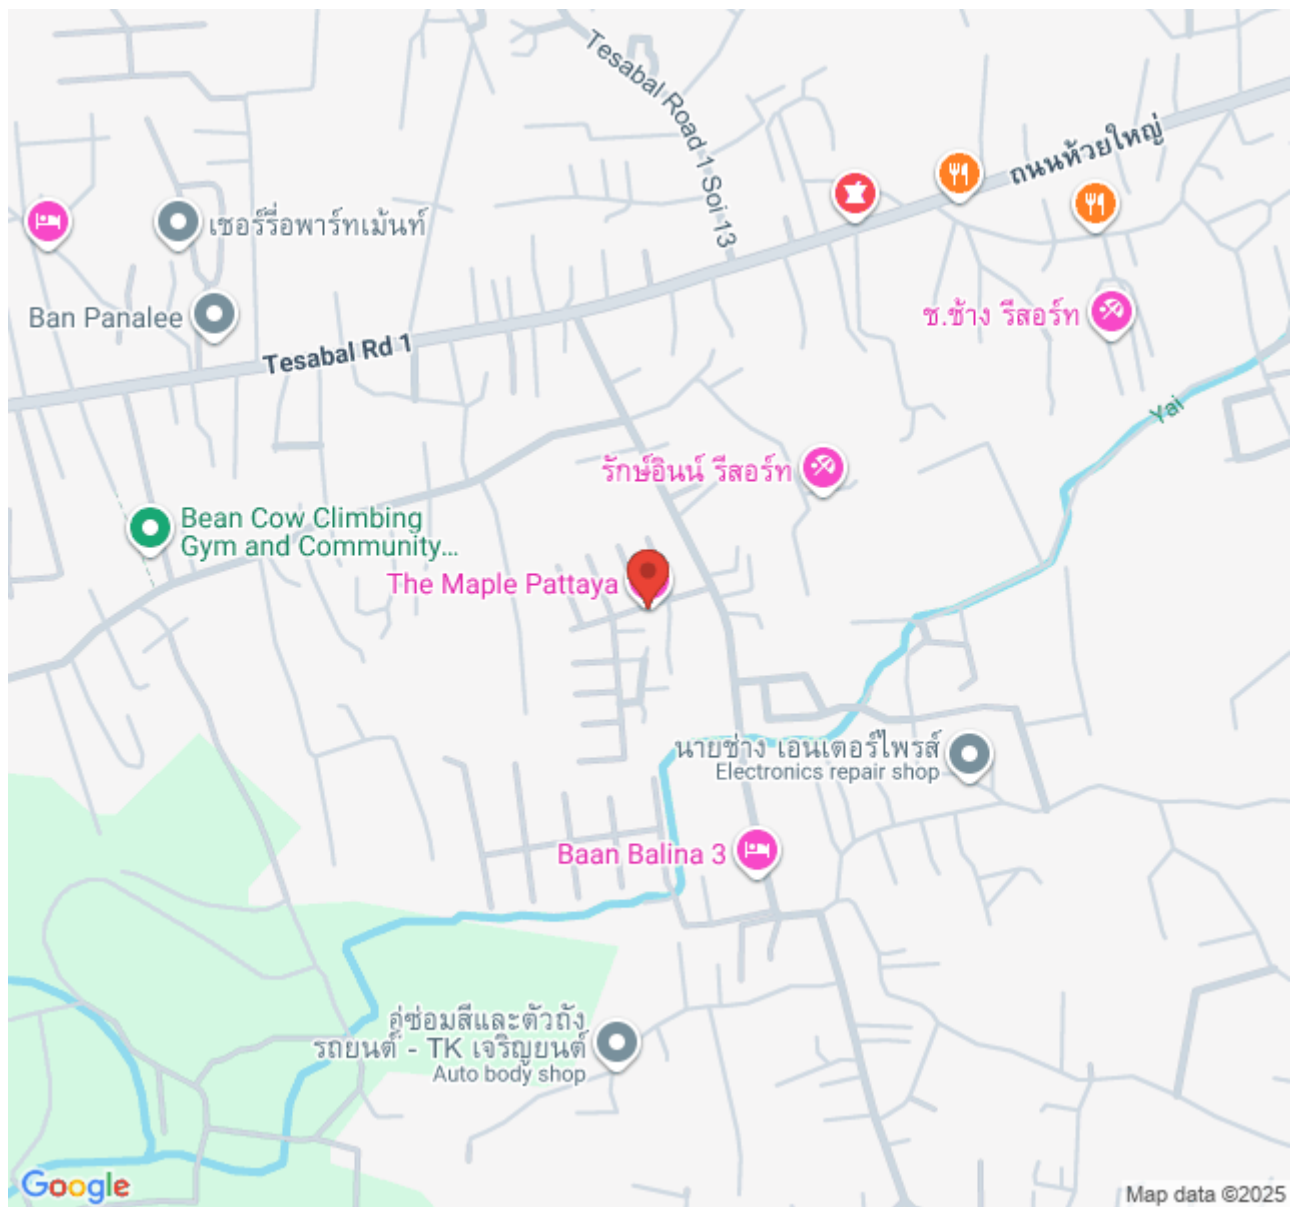 Tesabal Road 1 Soi 13
ถนนห้วยใหญ่
เชอร์รี่อพาร์ทเม้นท์
Ban Panalee
ช.ช้าง รีสอร์ท
Tesabal Rd 1
Yai
รักษ์อินน์ รีสอร์ท
Bean Cow Climbing
Gym and Community...
The Maple Pattaya
นายช่าง เอนเตอร์ไพรส์
Electronics repair shop
Baan Balina 3
อู่ซ่อมสีและตัวถัง
รถยนต์ - TK เจริญยนต์
Auto body shop
Google
Map data ©2025